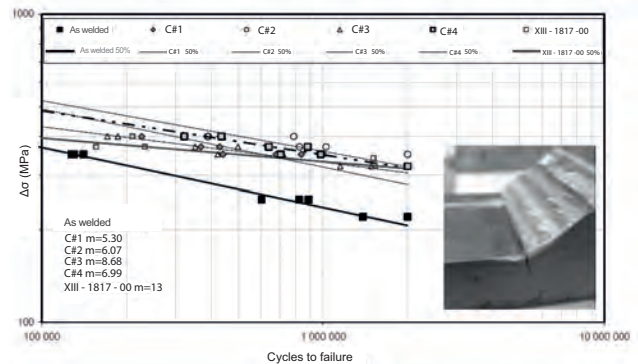 1000
As welded C#1 C#2 C#3 C#4 XIII - 1817 -00
As welded 50% C#1 50% C#2 50% C#3 50% C#4 50% XIII - 1817 -00 50%
Δσ (MPa)
As welded
C#1 m=5.30
C#2 m=6.07
C#3 m=8.68
C#4 m=6.99
XIII - 1817 - 00 m=13
100
100 000 1 000 000 10 000 000
Cycles to failure